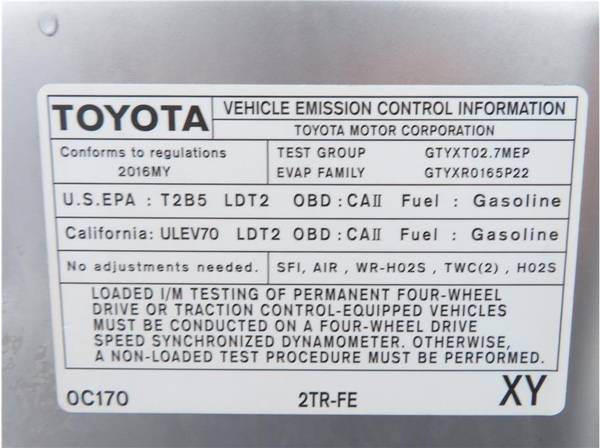 TOYOTA
VEHICLE EMISSION CONTROL INFORMATION
TOYOTA MOTOR CORPORATION
Conforms to regulations
2016MY
TEST GROUP GTYXT02.7MEP
EVAP FAMILY GTYXR0165P22
U.S.EPA : T2B5 LDT2 OBD : CAII Fuel : Gasoline
California: ULEV70 LDT2 OBD : CAII Fuel : Gasoline
No adjustments needed. SFI, AIR , WR-HO2S , TWC(2) , HO2S
LOADED I/M TESTING OF PERMANENT FOUR-WHEEL
DRIVE OR TRACTION CONTROL-EQUIPPED VEHICLES
MUST BE CONDUCTED ON A FOUR-WHEEL DRIVE
SPEED SYNCHRONIZED DYNAMOMETER. OTHERWISE,
A NON-LOADED TEST PROCEDURE MUST BE PERFORMED.
0C170 2TR-FE XY